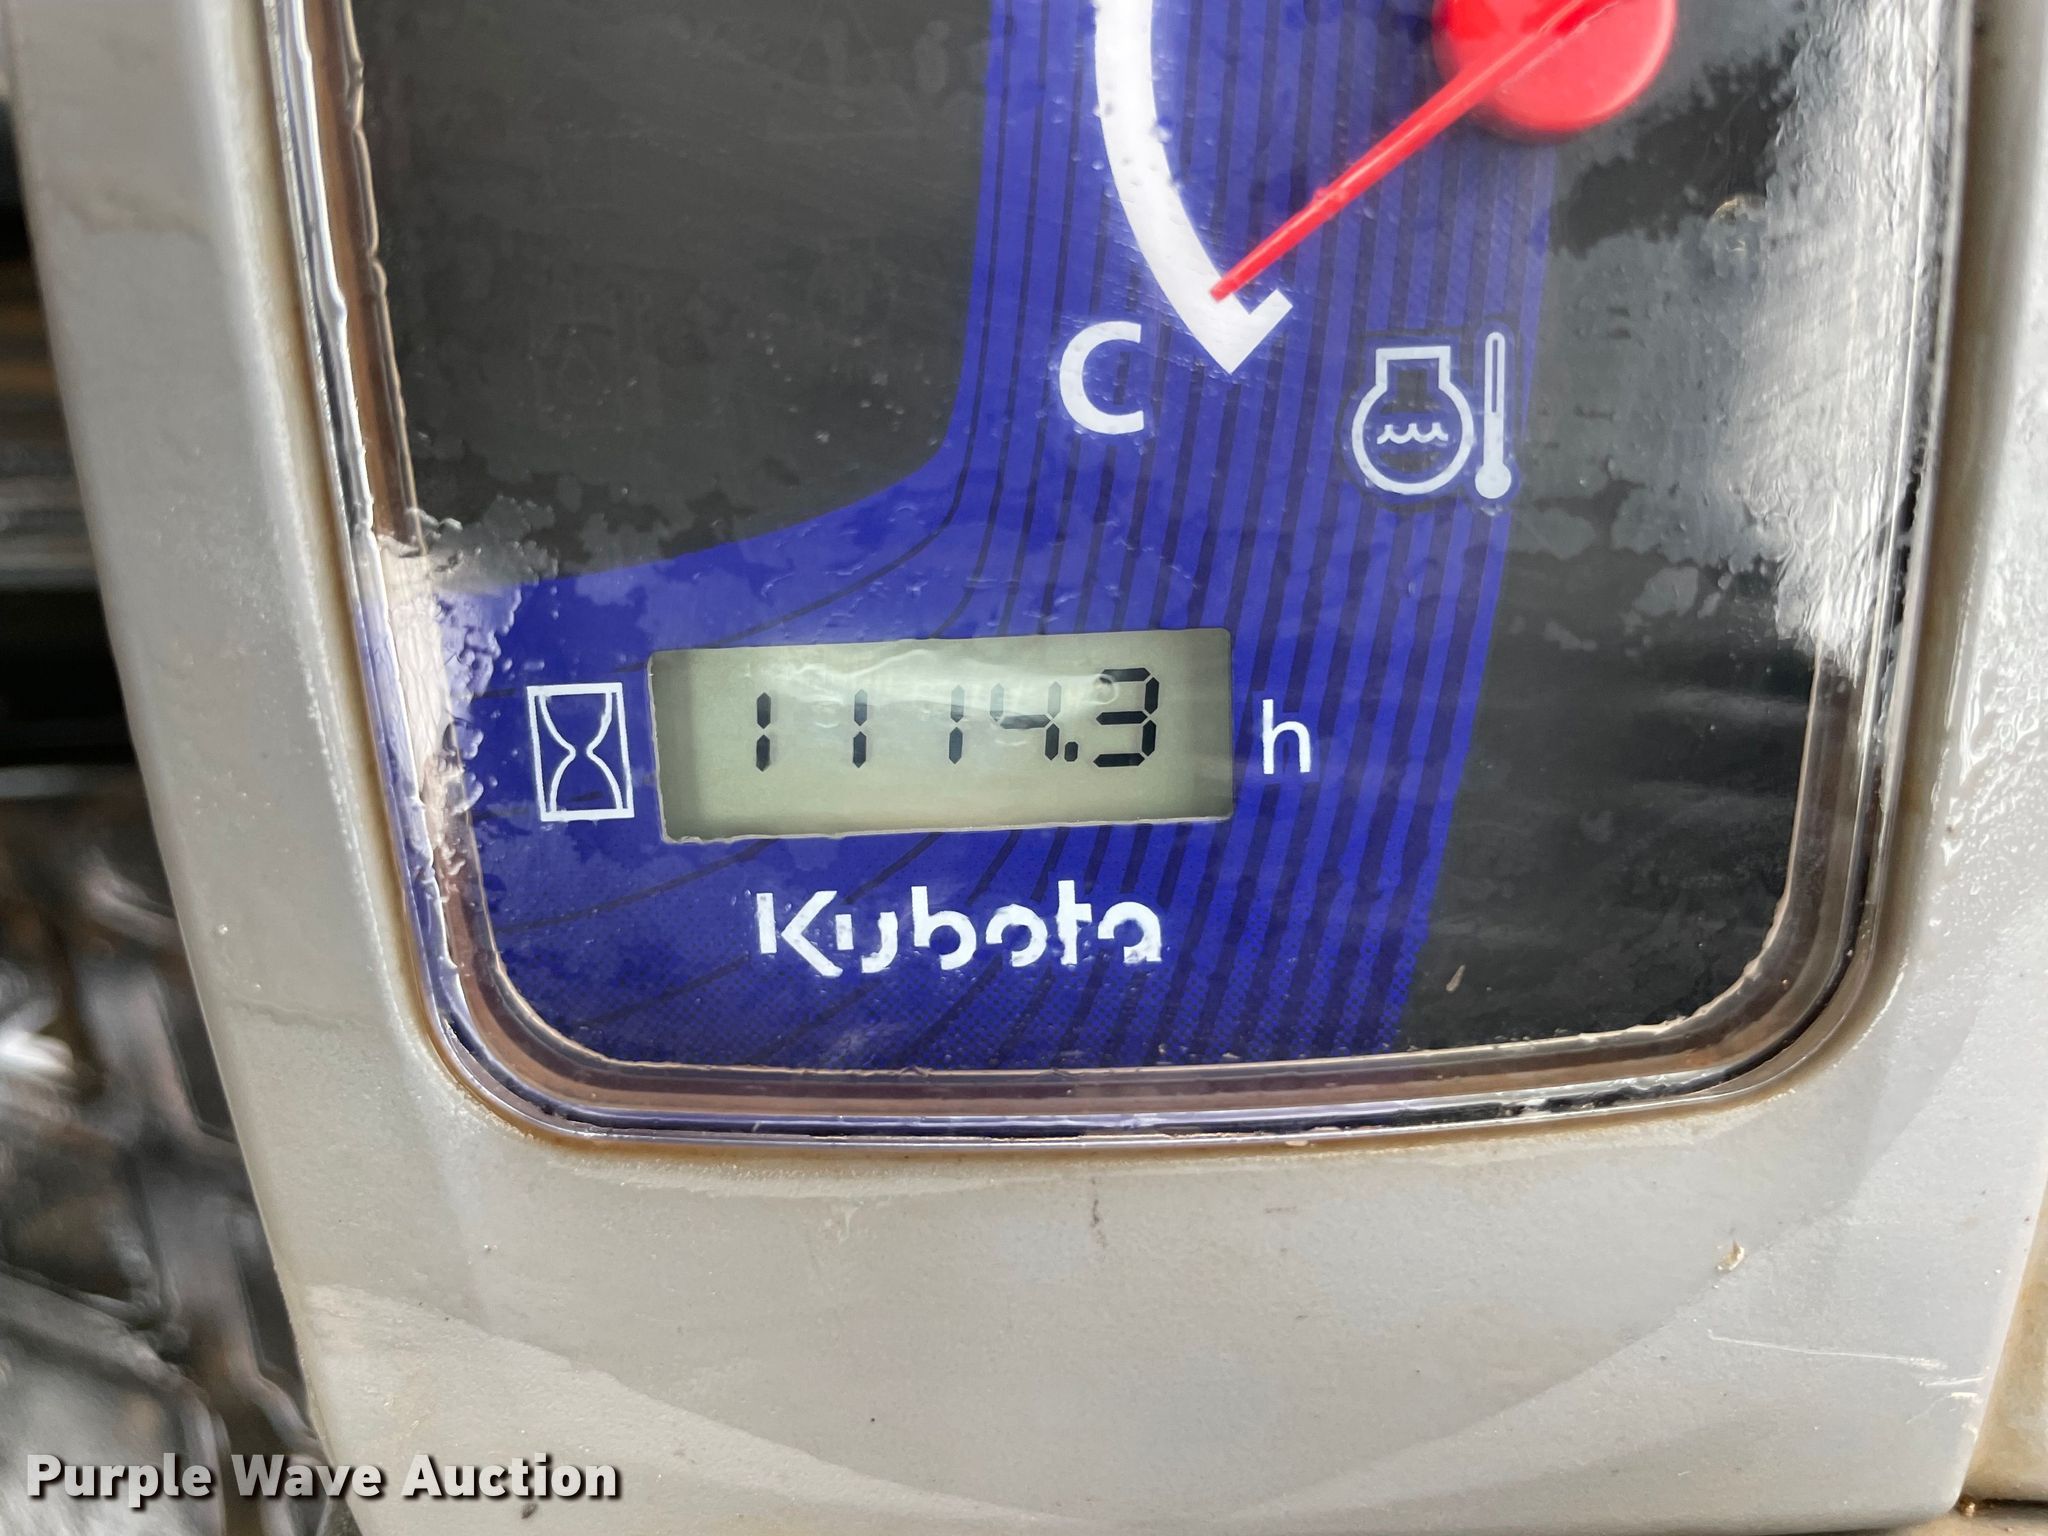 C
1114.3 h
Kubota
Purple Wave Auction